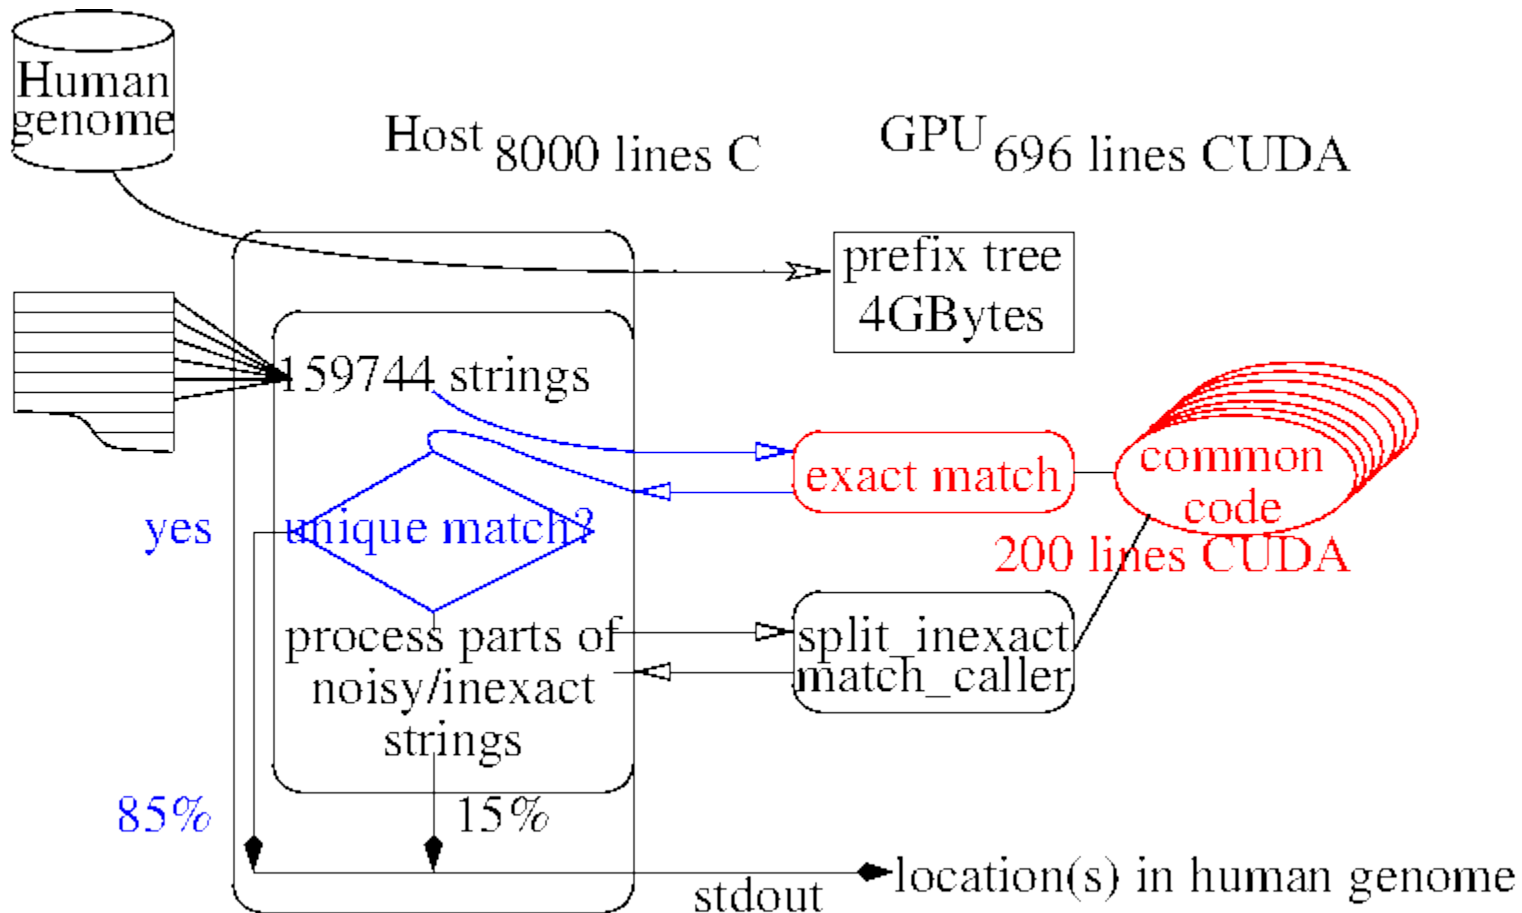 Human
genome
Host 8000 lines C
GPU 696 lines CUDA
prefix tree
4GBytes
159744 strings
exact match
common
code
200 lines CUDA
yes
unique match?
process parts of
noisy/inexact
strings
split_inexact
match_caller
85%
15%
stdout
location(s) in human genome